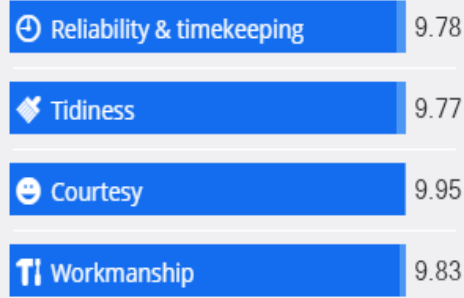 Reliability & timekeeping 9.78
Tidiness 9.77
Courtesy 9.95
Workmanship 9.83